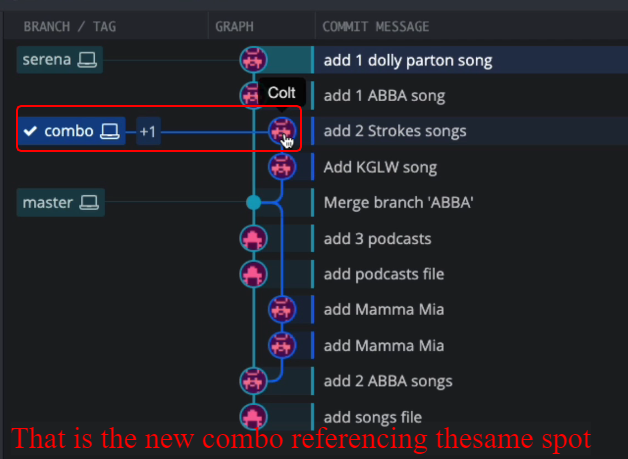 BRANCH / TAG GRAPH COMMIT MESSAGE
serena add 1 dolly parton song
add 1 ABBA song
Colt
combo +1 add 2 Strokes songs
Add KGLW song
master Merge branch 'ABBA'
add 3 podcasts
add podcasts file
add Mamma Mia
add Mamma Mia
add 2 ABBA songs
add songs file
That is the new combo referencing thesame spot